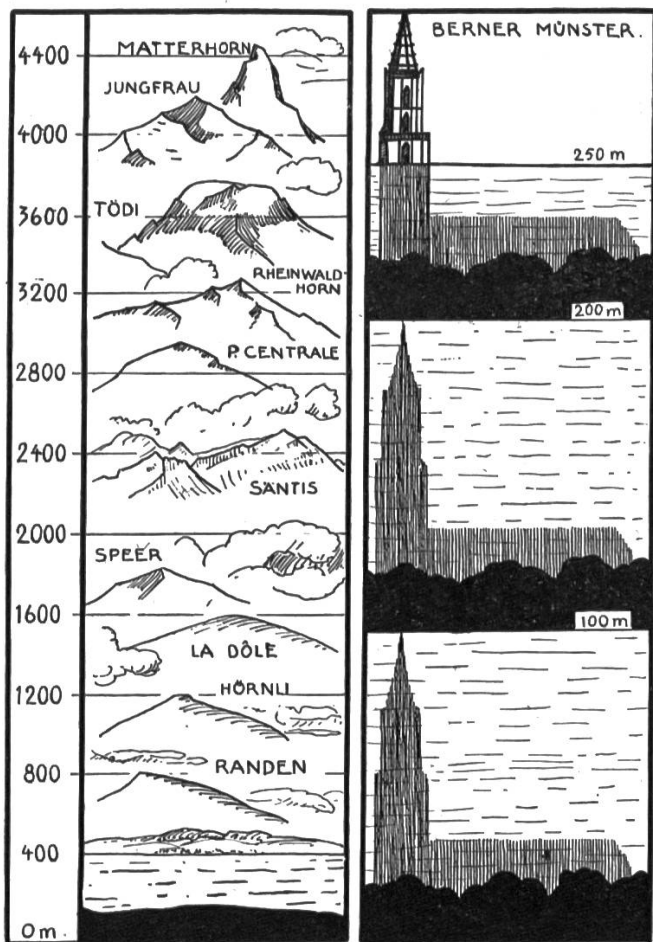 4400
MATTERHORN
JUNGFRAU
4000
TÖDI
3600
RHEINWALD
HORN
3200
P. CENTRALE
2800
2400
SÄNTIS
2000
SPEER
1600
LA DÔLE
HÖRNLI
1200
RANDEN
800
400
0 m
BERNER MÜNSTER.
250 m
200 m
100 m